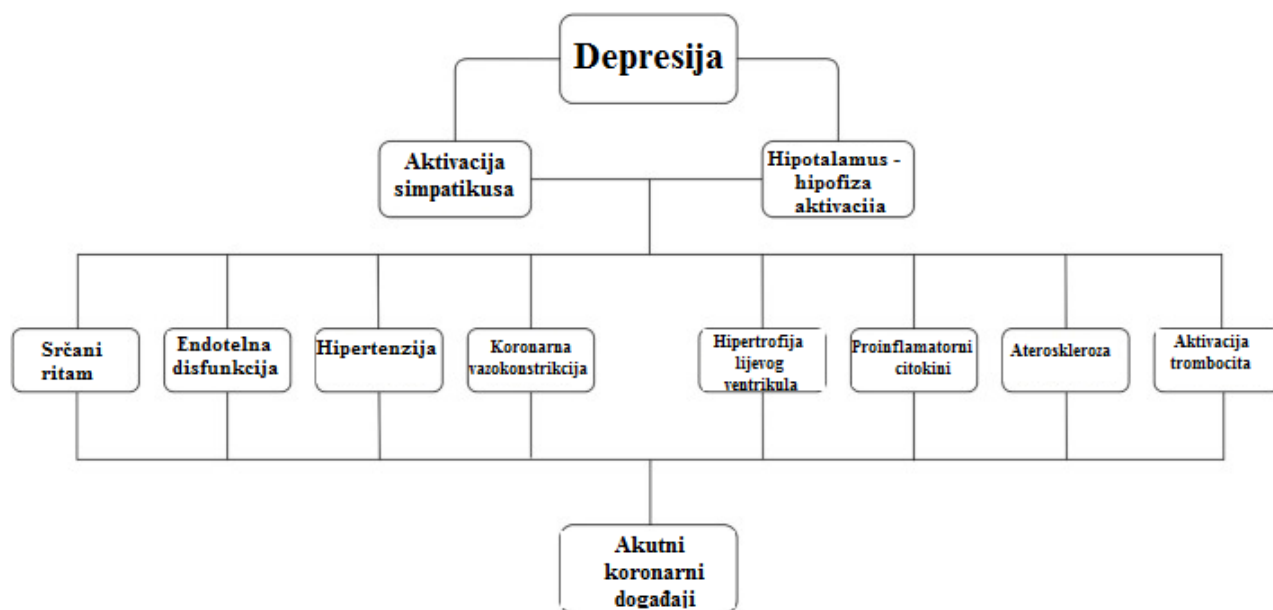 Depresija
Aktivacija
simpatikusa
Hipotalamus -
hipofiza
aktivacija
Srčani
ritam
Endotelna
disfunkcija
Hipertenzija
Koronarna
vazokonstrikcija
Hipertrofija
lijevog
ventrikula
Proinflamatorni
citokini
Ateroskleroza
Aktivacija
trombocita
Akutni
koronarni
događaji